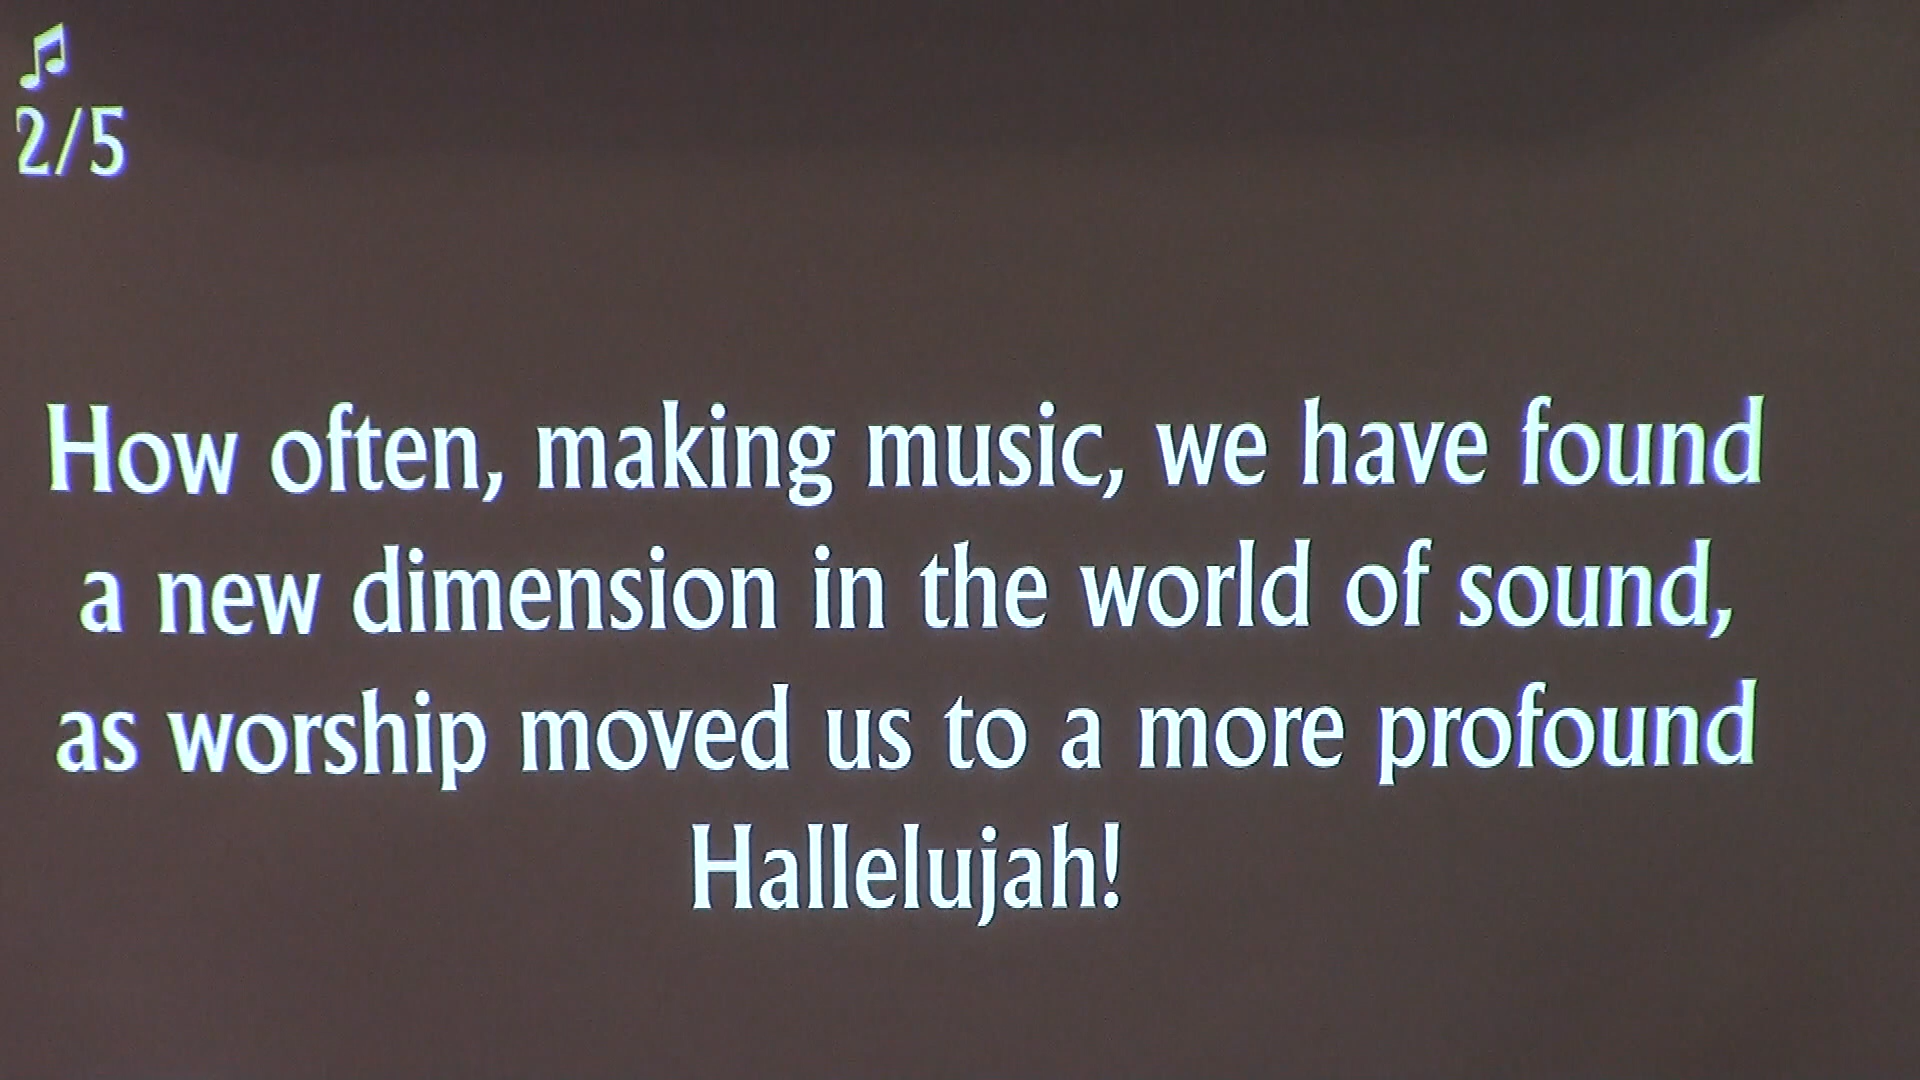 2/5
How often, making music, we have found
a new dimension in the world of sound,
as worship moved us to a more profound
Hallelujah!